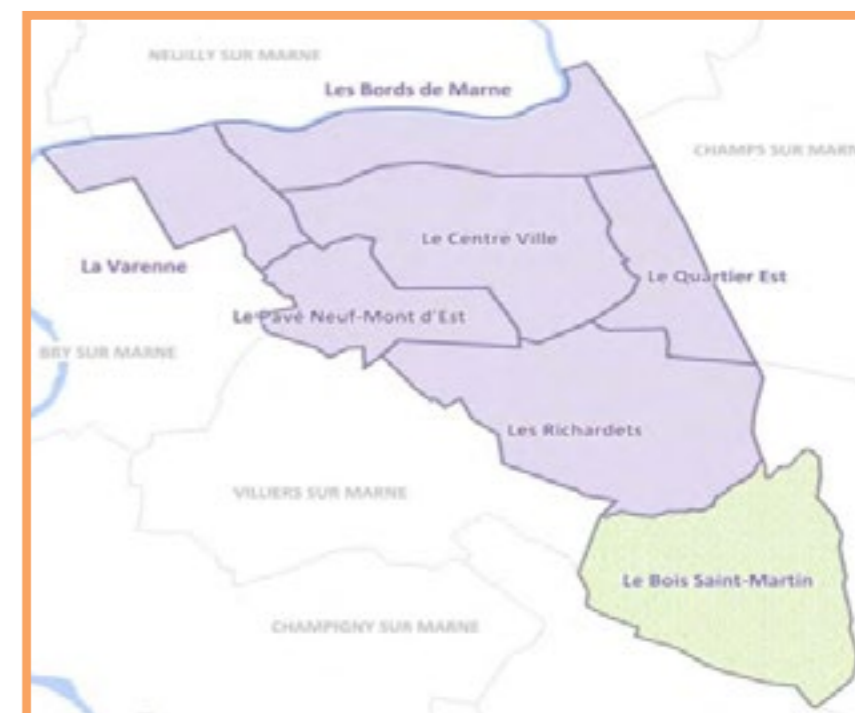 NEUILLY SUR MARNE
Les Bords de Marne
CHAMPS SUR MARN
Le Centre Ville
La Varenne
Le Quartier Est
Le Pavé Neuf-Mont d'Est
BRY SUR MARNE
Les Richardets
VILLIERS SUR MARNE
Le Bois Saint-Martin
CHAMPIGNY SUR MARNE